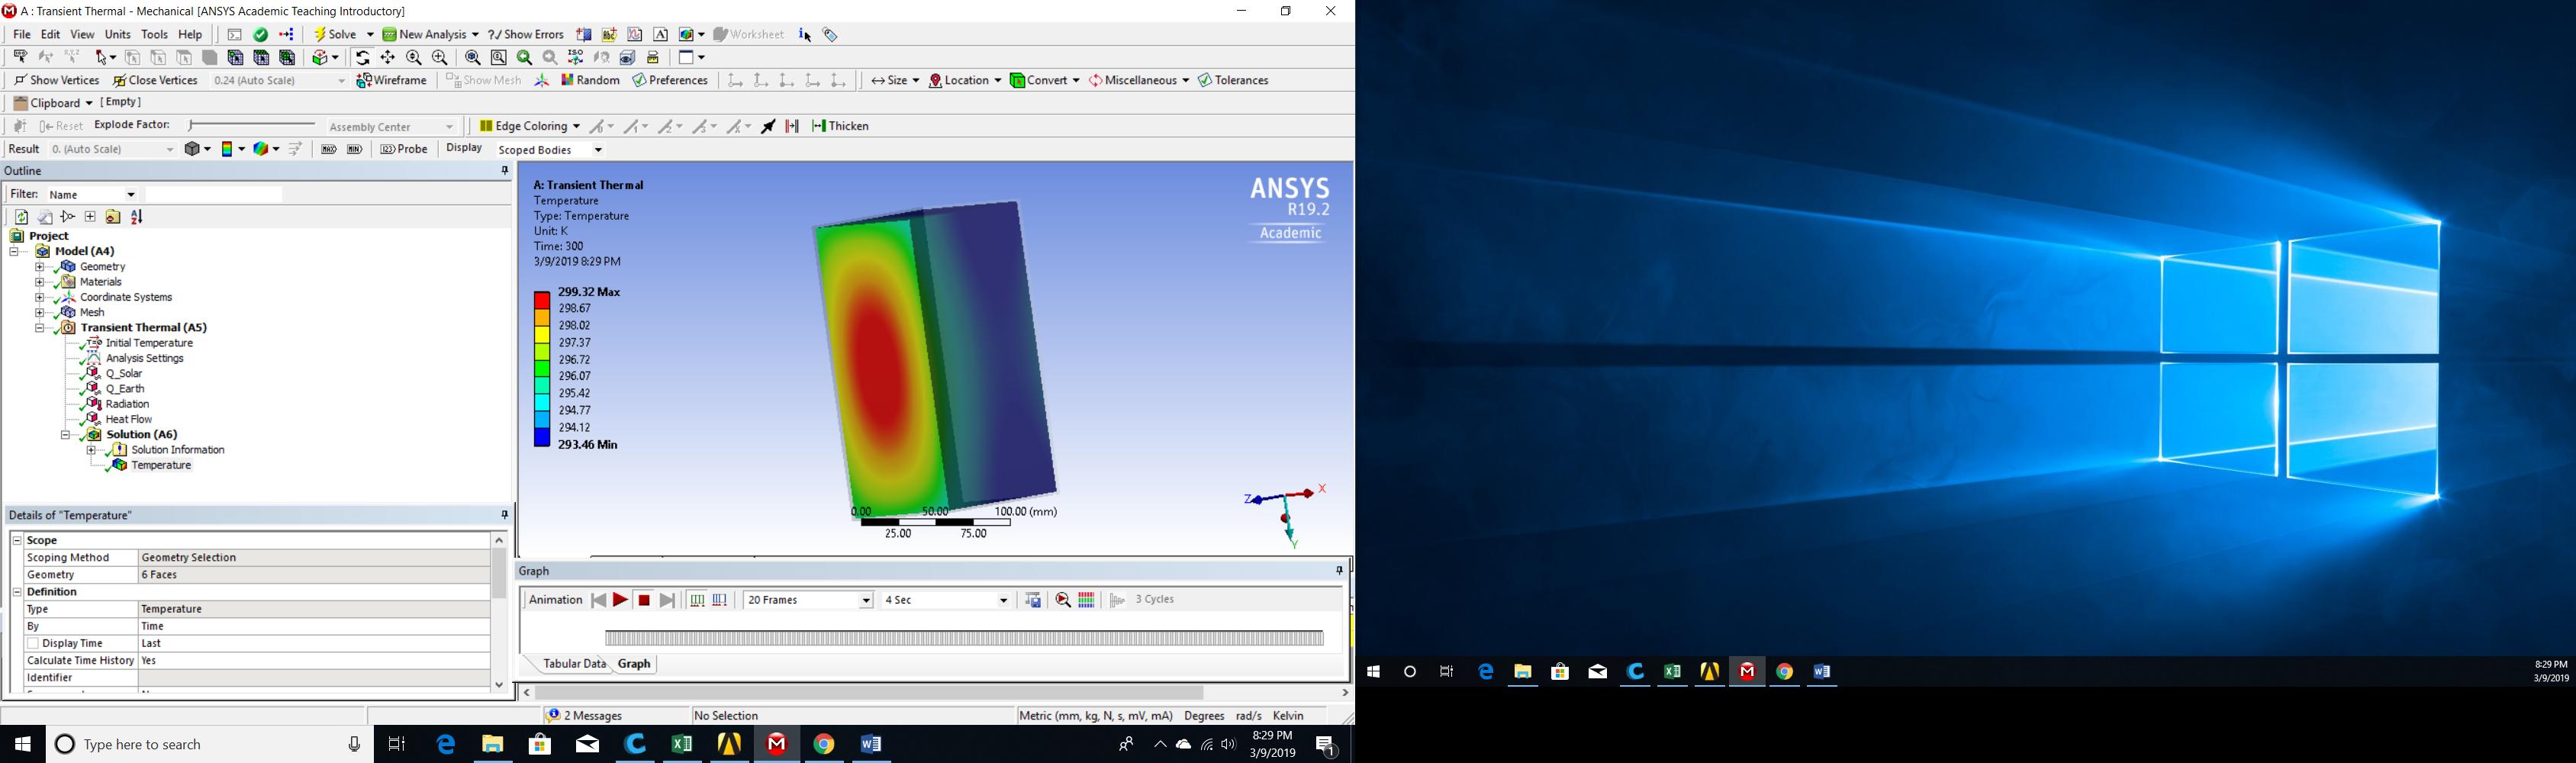 A : Transient Thermal - Mechanical [ANSYS Academic Teaching Introductory]
File Edit View Units Tools Help Solve New Analysis ?/ Show Errors Worksheet
Show Vertices Close Vertices 0.24 (Auto Scale) Wireframe Show Mesh Random Preferences Size Location Convert Miscellaneous Tolerances
Clipboard [ Empty ]
Reset Explode Factor: Assembly Center Edge Coloring Thicken
Result 0. (Auto Scale) MAX MIN Probe Display Scoped Bodies
Outline
Filter: Name
Project
Model (A4)
Geometry
Materials
Coordinate Systems
Mesh
Transient Thermal (A5)
Initial Temperature
Analysis Settings
Q_Solar
Q_Earth
Radiation
Heat Flow
Solution (A6)
Solution Information
Temperature
Details of "Temperature"
Scope
Scoping Method Geometry Selection
Geometry 6 Faces
Definition
Type Temperature
By Time
Display Time Last
Calculate Time History Yes
Identifier
A: Transient Thermal
Temperature
Type: Temperature
Unit: K
Time: 300
3/9/2019 8:29 PM
299.32 Max
298.67
298.02
297.37
296.72
296.07
295.42
294.77
294.12
293.46 Min
ANSYS
R19.2
Academic
0.00 50.00 100.00 (mm)
25.00 75.00
Z X
Y
Graph
Animation 20 Frames 4 Sec 3 Cycles
Tabular Data Graph
2 Messages No Selection Metric (mm, kg, N, s, mV, mA) Degrees rad/s Kelvin
Type here to search
8:29 PM
3/9/2019
1
8:29 PM
3/9/2019